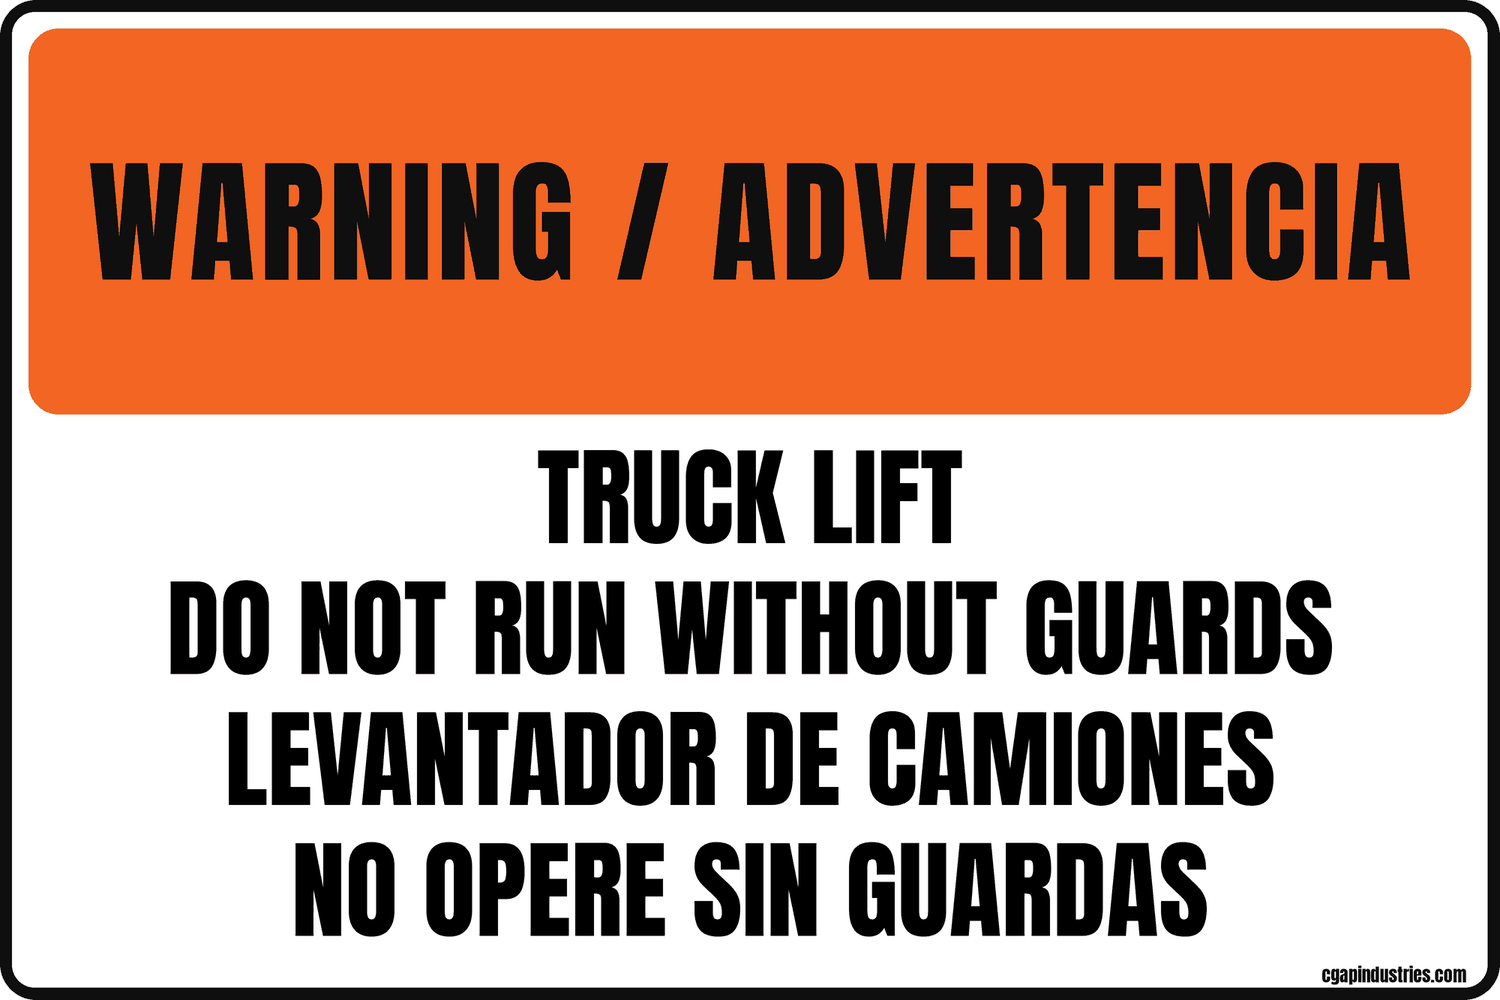 WARNING / ADVERTENCIA
TRUCK LIFT
DO NOT RUN WITHOUT GUARDS
LEVANTADOR DE CAMIONES
NO OPERE SIN GUARDAS
cgapindustries.com